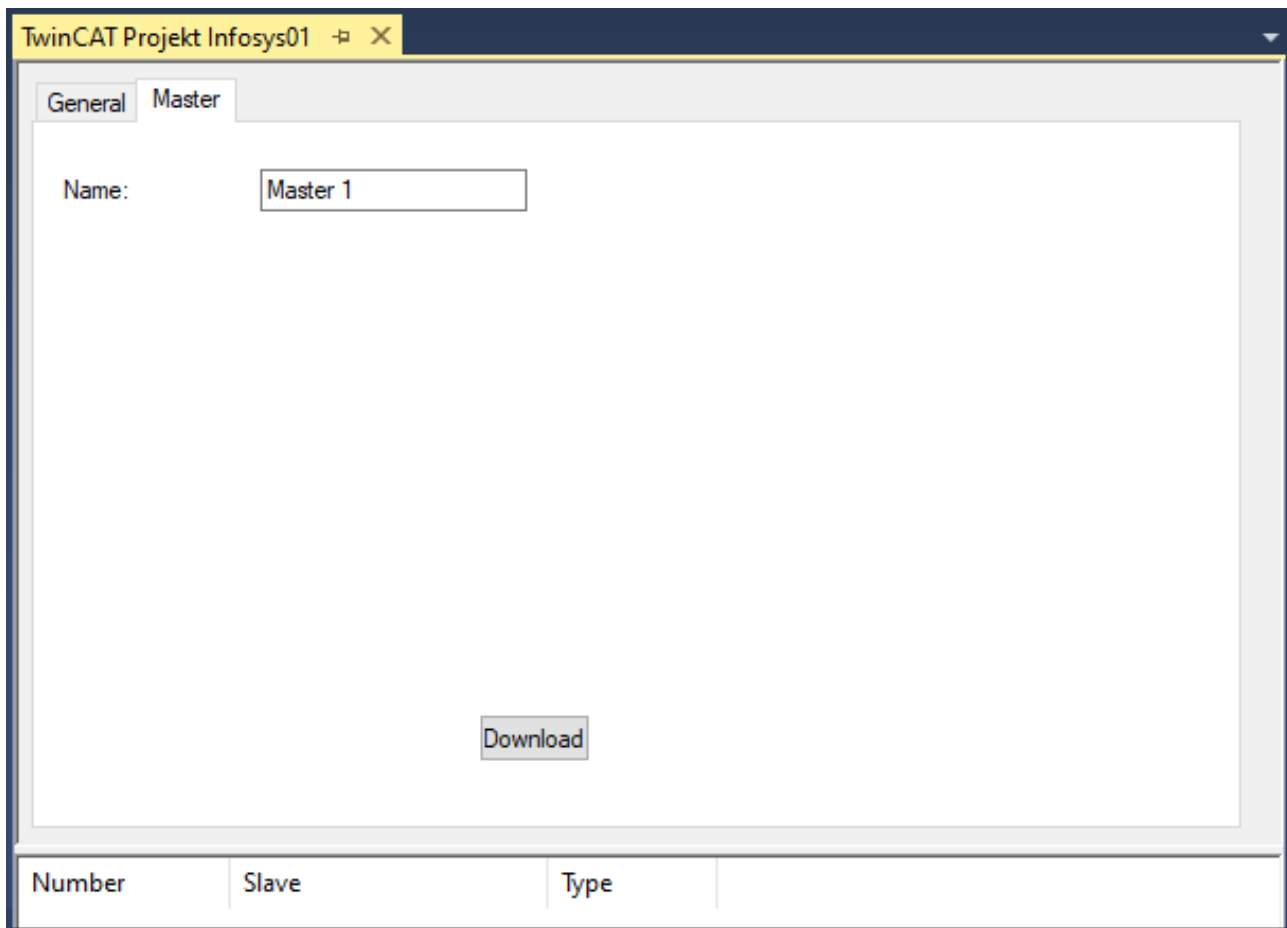 TwinCAT Projekt Infosys01
General Master
Name: Master 1
Download
Number Slave Type